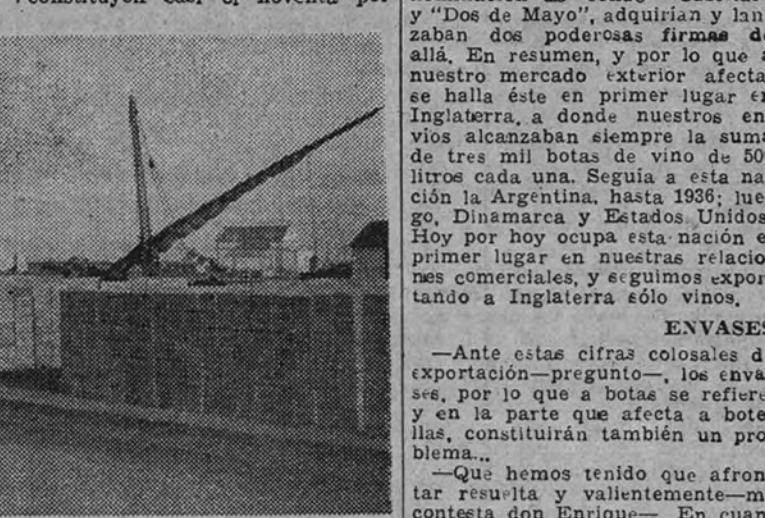 constituyen casi el noventa por
y "Dos de Mayo", adquirían y lan
zaban dos poderosas firmas de
allá. En resumen, y por lo que a
nuestro mercado exterior afecta,
se halla éste en primer lugar en
Inglaterra, a donde nuestros en
víos alcanzaban siempre la suma
de tres mil botas de vino de 50
litros cada una. Seguía a esta na
ción la Argentina, hasta 1936; lue
go, Dinamarca y Estados Unidos.
Hoy por hoy ocupa esta nación e
primer lugar en nuestras relacio
nes comerciales, y seguimos expor
tando a Inglaterra sólo vinos.
ENVASES
—Ante estas cifras colosales d
exportación—pregunto—, los enva
ses, por lo que a botas se refiere
y en la parte que afecta a bote
llas, constituirán también un pro
blema...
—Que hemos tenido que afron
tar resuelta y valientemente—m
contesta don Enrique—. En cuan